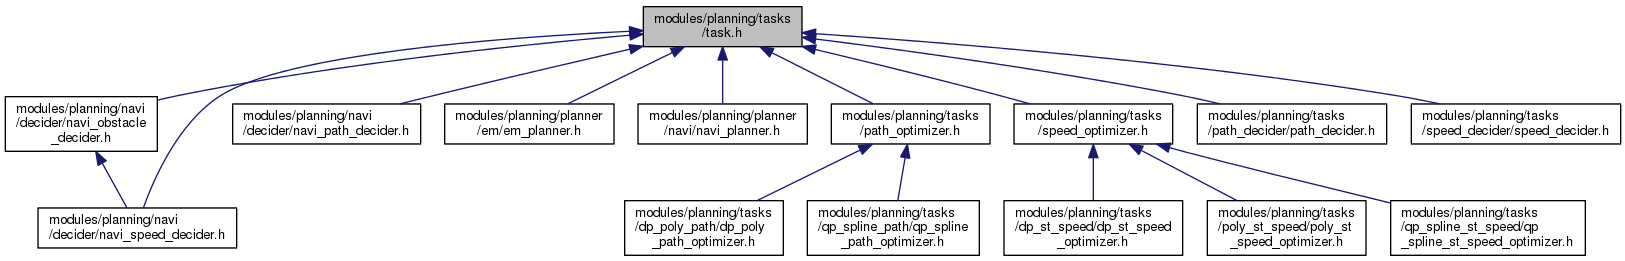 modules/planning/tasks
/task.h
modules/planning/navi
/decider/navi_obstacle
_decider.h
modules/planning/navi
/decider/navi_path_decider.h
modules/planning/planner
/em/em_planner.h
modules/planning/planner
/navi/navi_planner.h
modules/planning/tasks
/path_optimizer.h
modules/planning/tasks
/speed_optimizer.h
modules/planning/tasks
/path_decider/path_decider.h
modules/planning/tasks
/speed_decider/speed_decider.h
modules/planning/navi
/decider/navi_speed_decider.h
modules/planning/tasks
/dp_poly_path/dp_poly
_path_optimizer.h
modules/planning/tasks
/qp_spline_path/qp_spline
_path_optimizer.h
modules/planning/tasks
/dp_st_speed/dp_st_speed
_optimizer.h
modules/planning/tasks
/poly_st_speed/poly_st
_speed_optimizer.h
modules/planning/tasks
/qp_spline_st_speed/qp
_spline_st_speed_optimizer.h